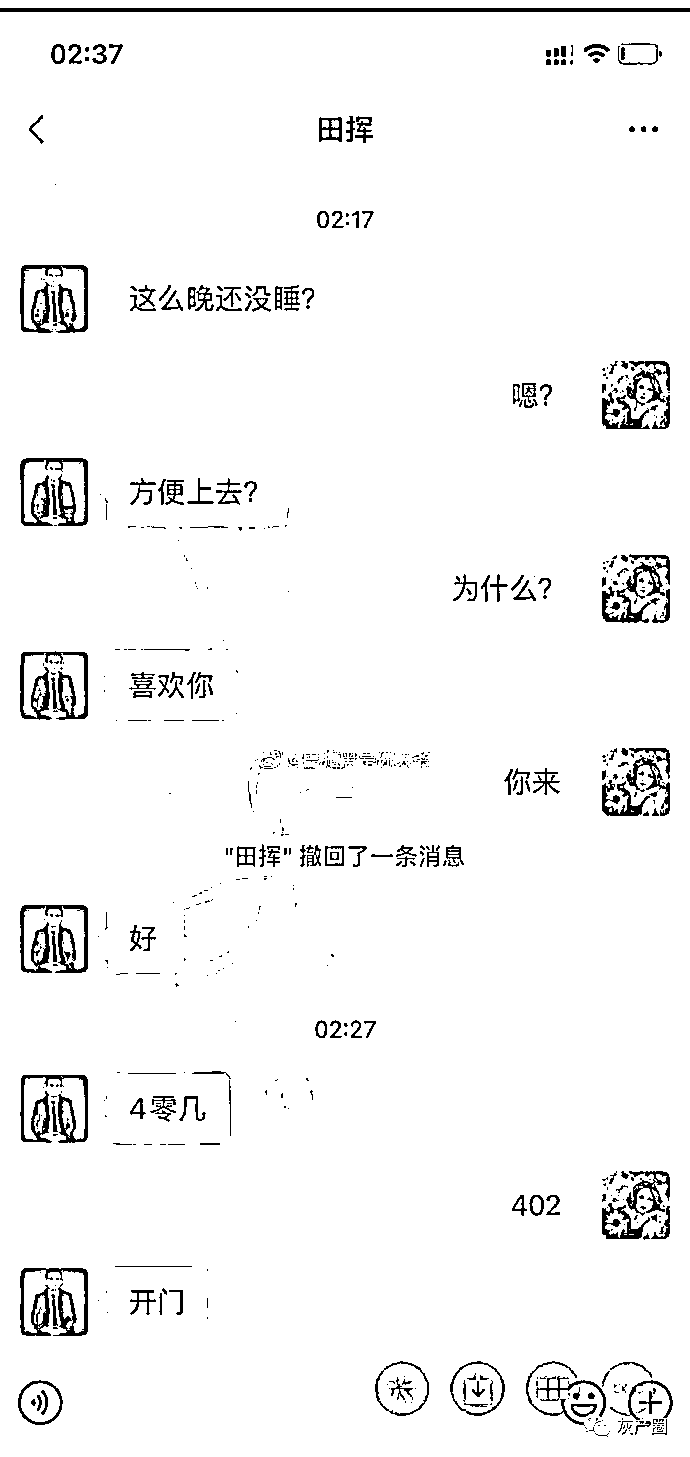 02:37
田挥
02:17
这么晚还没睡?
嗯?
方便上去?
为什么?
喜欢你
你来
"田挥" 撤回了一条消息
好
02:27
4零几
402
开门
灰产圈